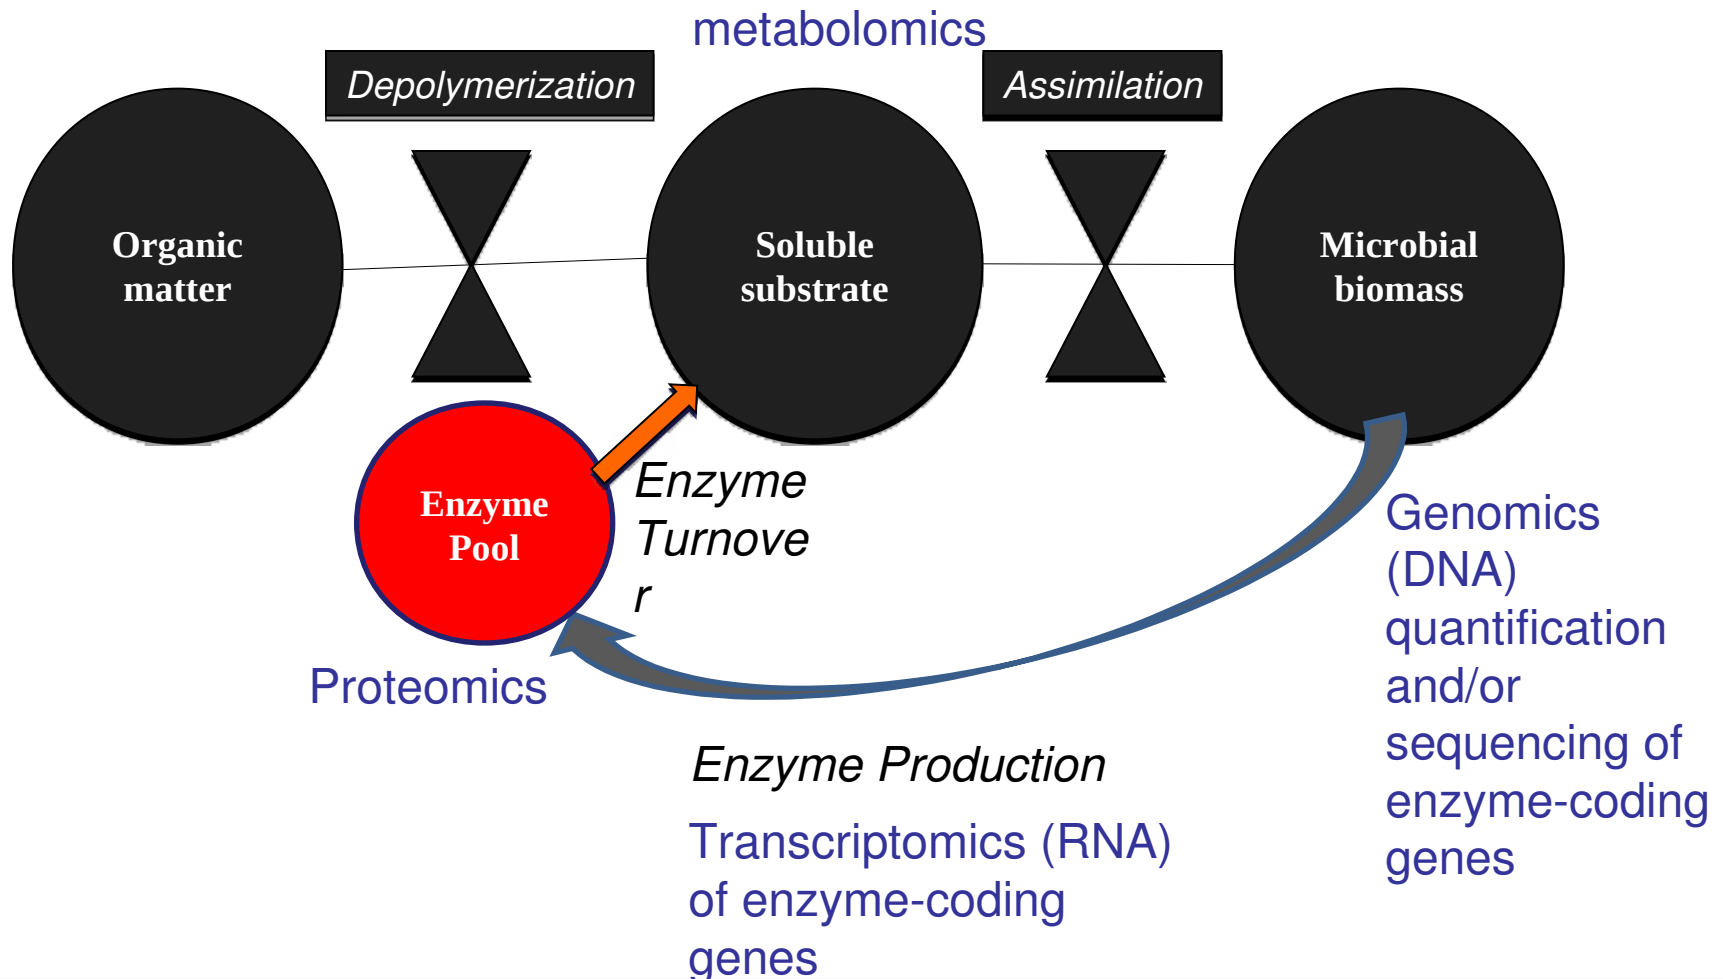 metabolomics
Depolymerization
Assimilation
Organic
matter
Soluble
substrate
Microbial
biomass
Enzyme
Pool
Enzyme
Turnove
r
Proteomics
Genomics
(DNA)
quantification
and/or
sequencing of
enzyme-coding
genes
Enzyme Production
Transcriptomics (RNA)
of enzyme-coding
genes